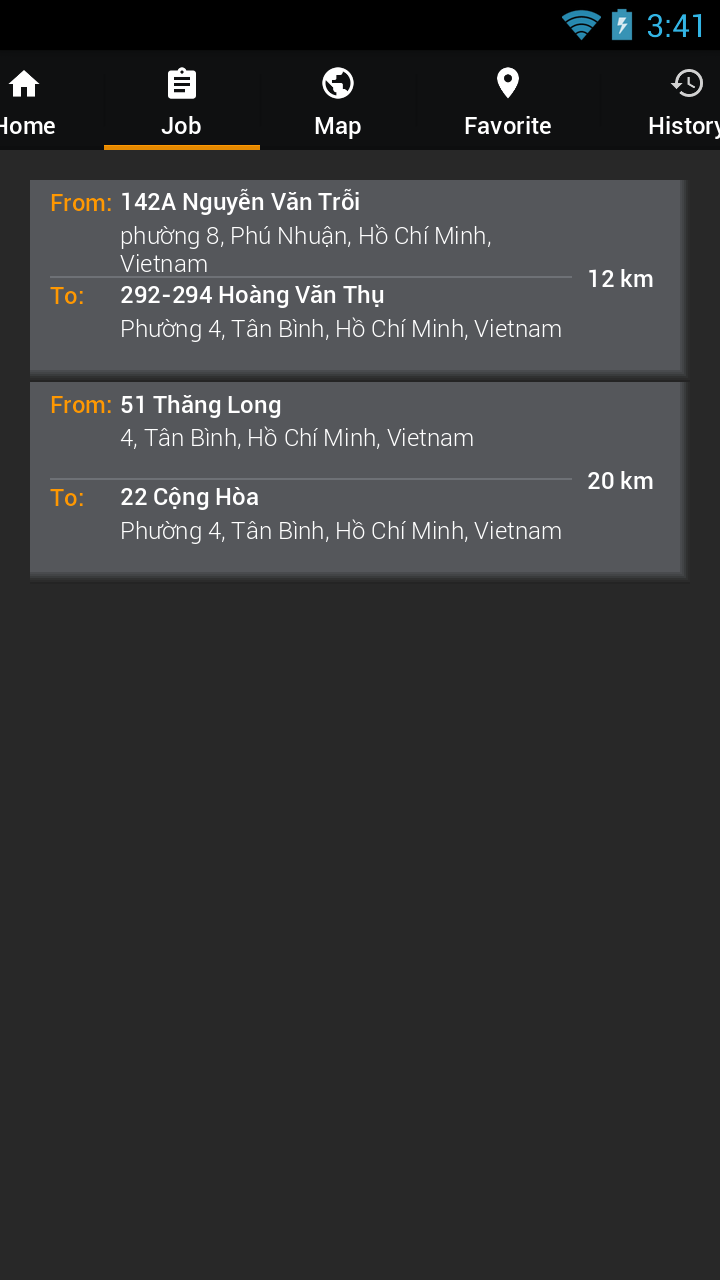 3:41
Home Job Map Favorite History
From: 142A Nguyễn Văn Trỗi
phường 8, Phú Nhuận, Hồ Chí Minh,
Vietnam
12 km
To: 292-294 Hoàng Văn Thụ
Phường 4, Tân Bình, Hồ Chí Minh, Vietnam
From: 51 Thăng Long
4, Tân Bình, Hồ Chí Minh, Vietnam
20 km
To: 22 Cộng Hòa
Phường 4, Tân Bình, Hồ Chí Minh, Vietnam